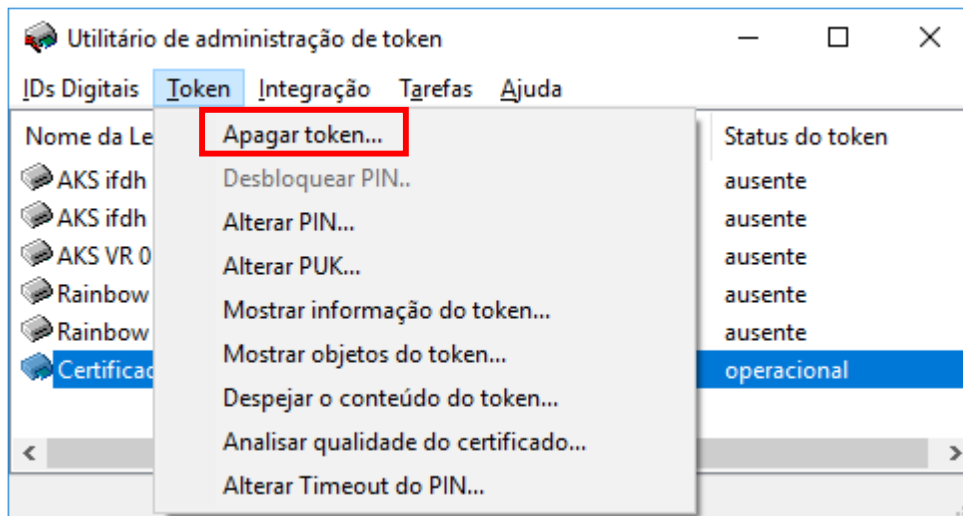 Utilitário de administração de token
IDs Digitais Token Integração Tarefas Ajuda
Nome da Le Status do token
Apagar token...
AKS ifdh ausente
Desbloquear PIN..
AKS ifdh ausente
Alterar PIN...
AKS VR 0 ausente
Alterar PUK...
Rainbow ausente
Mostrar informação do token...
Rainbow ausente
Mostrar objetos do token...
Certificad operacional
Despejar o conteúdo do token...
Analisar qualidade do certificado...
Alterar Timeout do PIN...